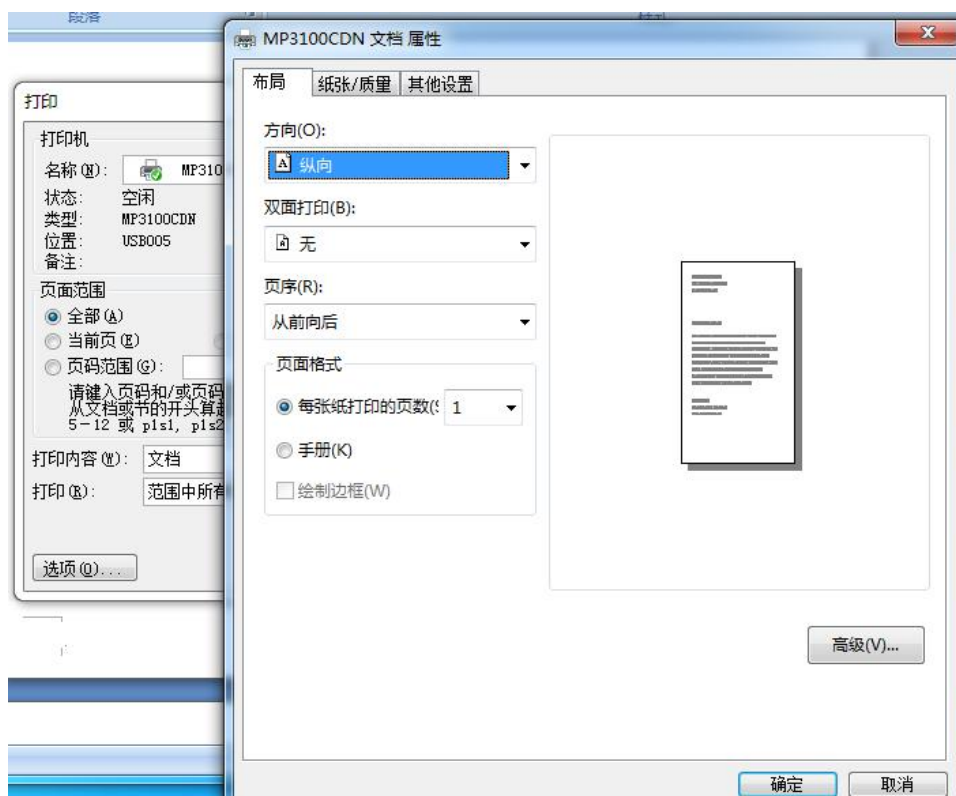 段落
MP3100CDN 文档 属性
布局
纸张/质量
其他设置
打印
打印机
名称(N):
MP310
状态:
空闲
类型:
MP3100CDN
位置:
USB005
备注:
页面范围
全部(A)
当前页(E)
页码范围(G):
请键入页码和/或页码
从文档或节的开头算起
5－12 或 p1s1, p1s2
打印内容(W):
文档
打印(R):
范围中所有
选项(O)...
方向(O):
纵向
双面打印(B):
无
页序(R):
从前向后
页面格式
每张纸打印的页数(S
1
手册(K)
绘制边框(W)
高级(V)...
确定
取消